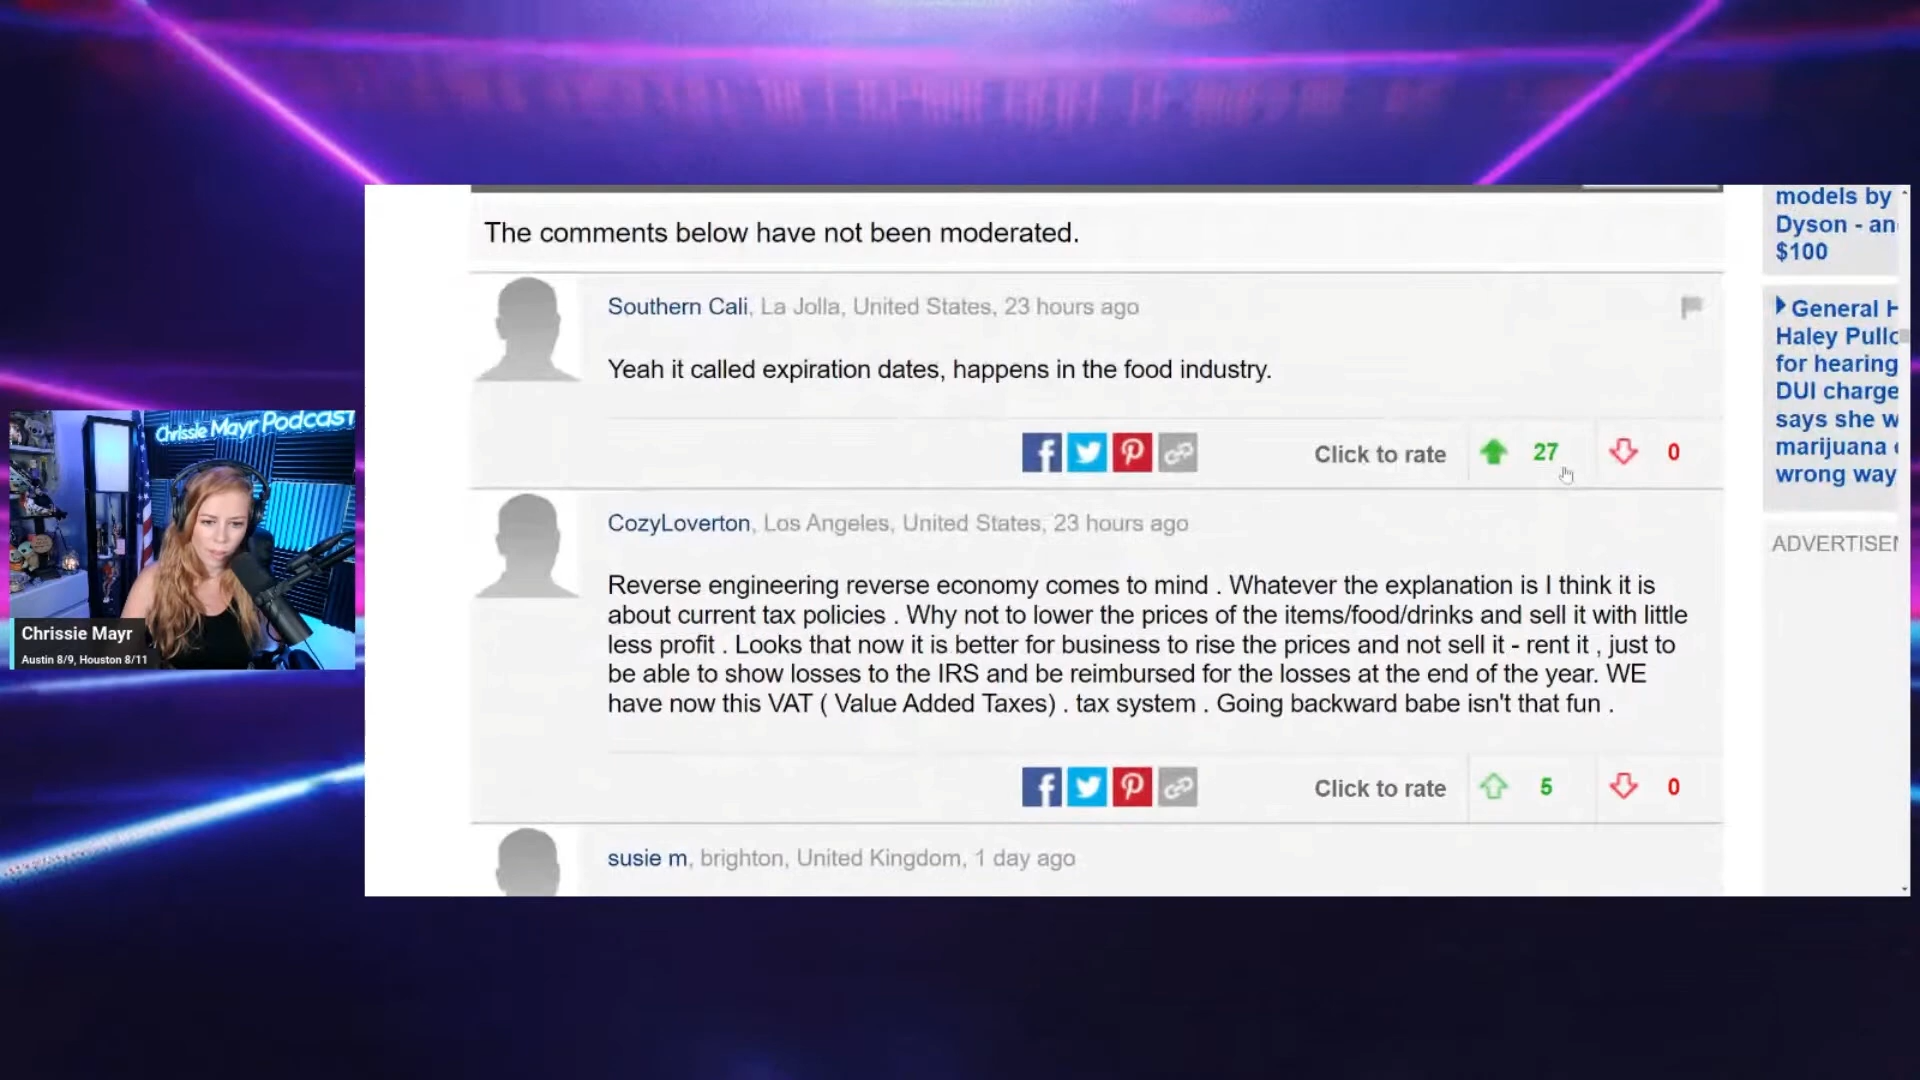 The comments below have not been moderated.
Southern Cali, La Jolla, United States, 23 hours ago
Yeah it called expiration dates, happens in the food industry.
Click to rate 27 0
CozyLoverton, Los Angeles, United States, 23 hours ago
Reverse engineering reverse economy comes to mind . Whatever the explanation is I think it is
about current tax policies . Why not to lower the prices of the items/food/drinks and sell it with little
less profit . Looks that now it is better for business to rise the prices and not sell it - rent it , just to
be able to show losses to the IRS and be reimbursed for the losses at the end of the year. WE
have now this VAT ( Value Added Taxes) . tax system . Going backward babe isn't that fun .
Click to rate 5 0
susie m, brighton, United Kingdom, 1 day ago
models by
Dyson - an
$100
General H
Haley Pullo
for hearing
DUI charge
says she w
marijuana
wrong way
ADVERTISEM
Chrissie Mayr Podcast
Chrissie Mayr
Austin 8/9, Houston 8/11